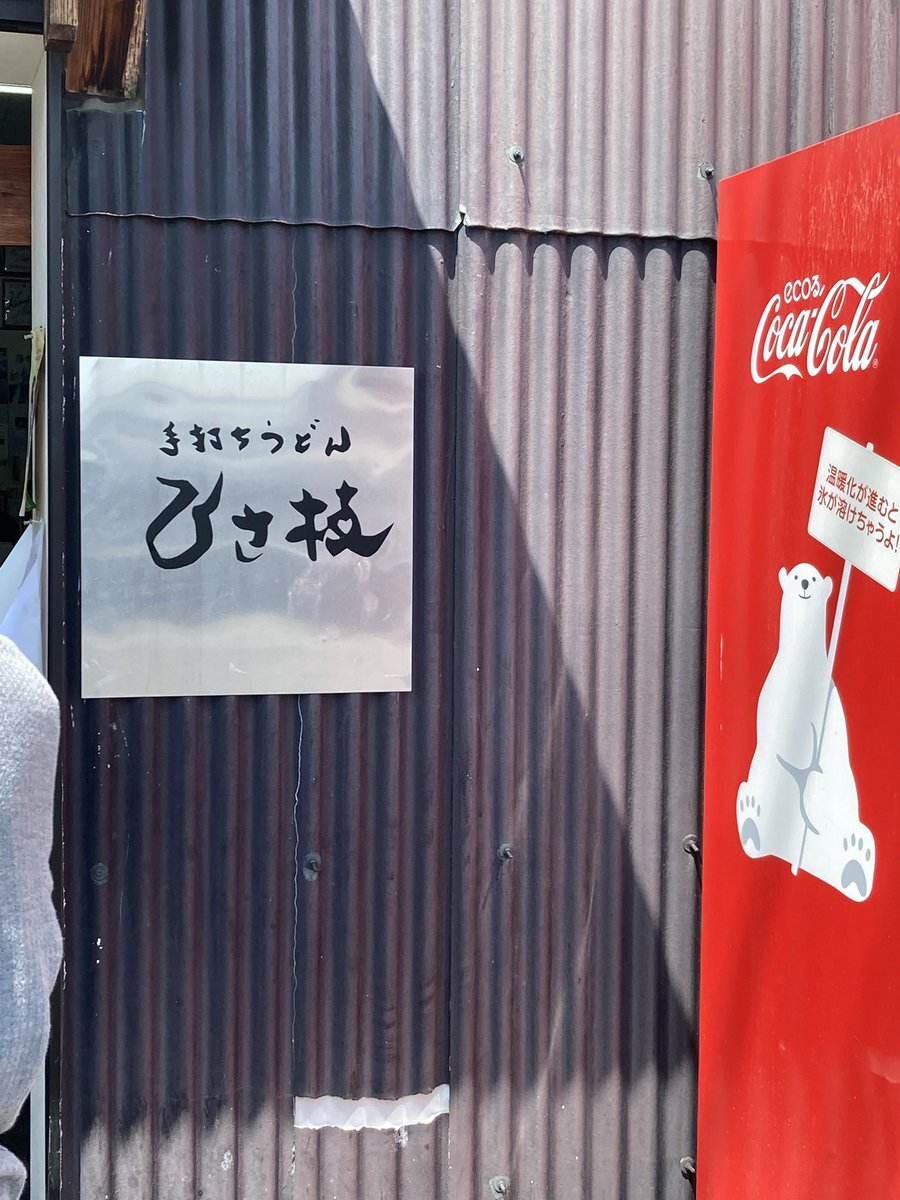 手打ちうどん
ひさ枝
ecoる
Coca-Cola®
温暖化が進むと
氷が溶けちゃうよ!